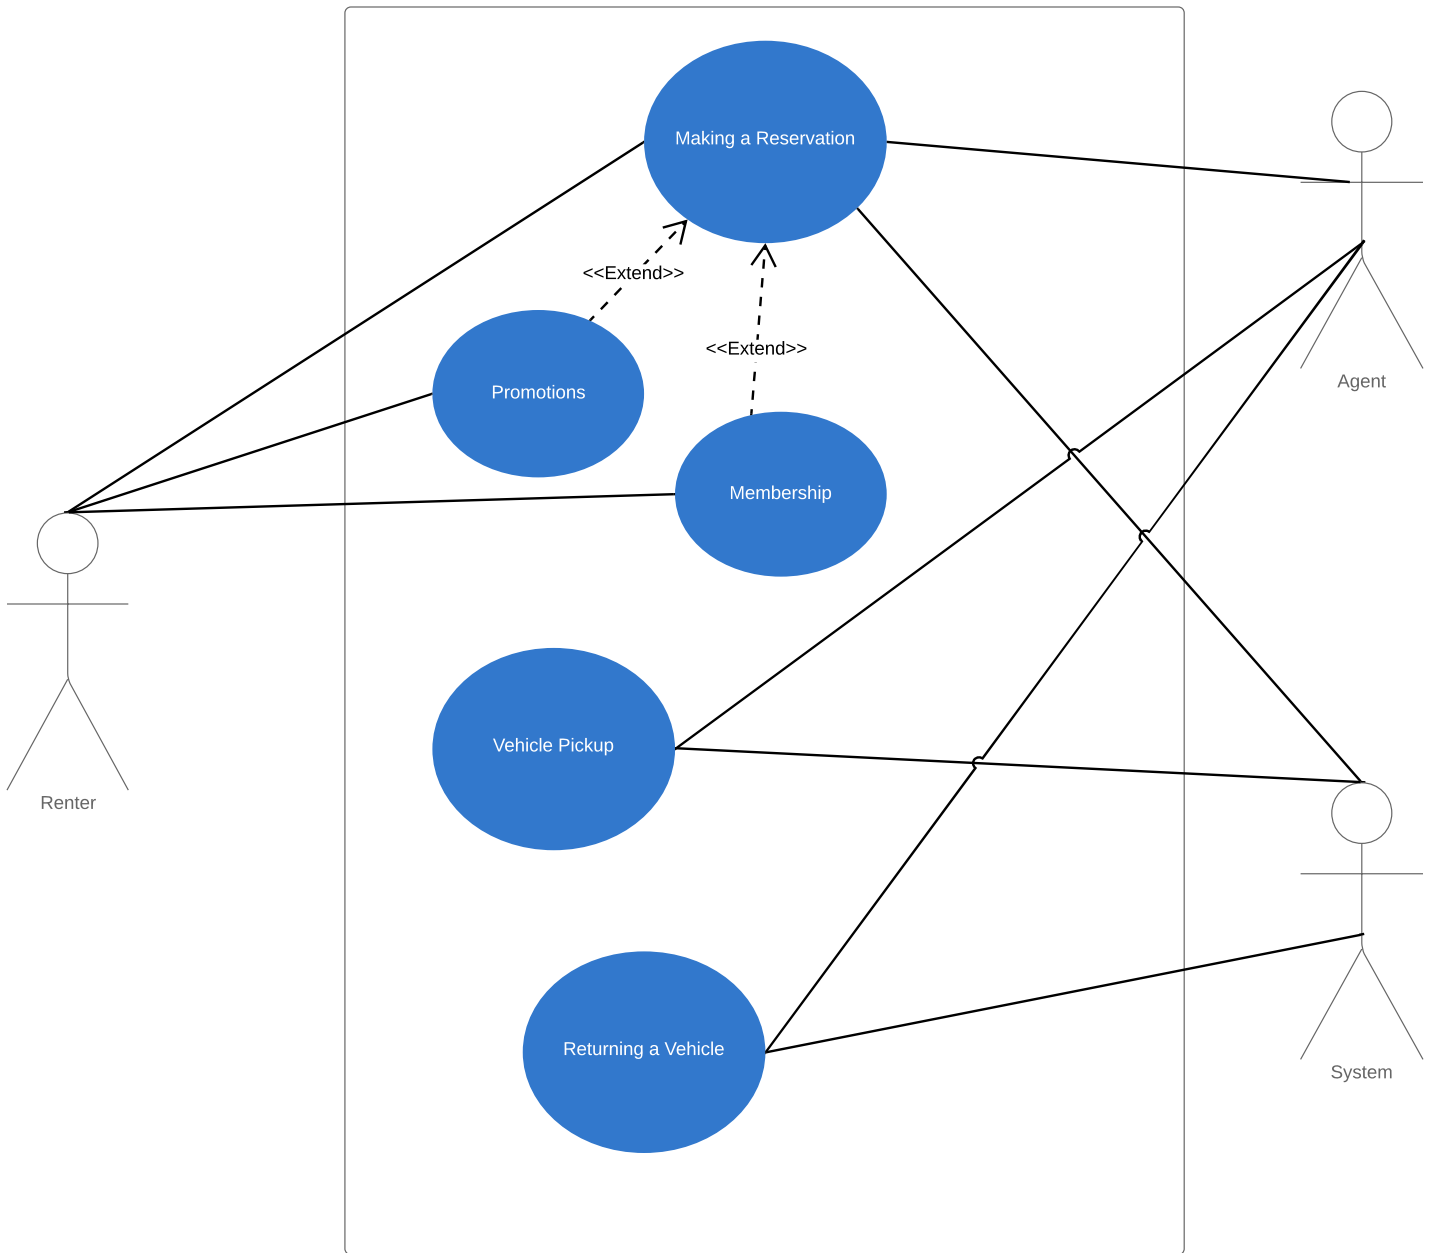 Making a Reservation
<<Extend>>
<<Extend>>
Promotions
Agent
Membership
Vehicle Pickup
Renter
Returning a Vehicle
System